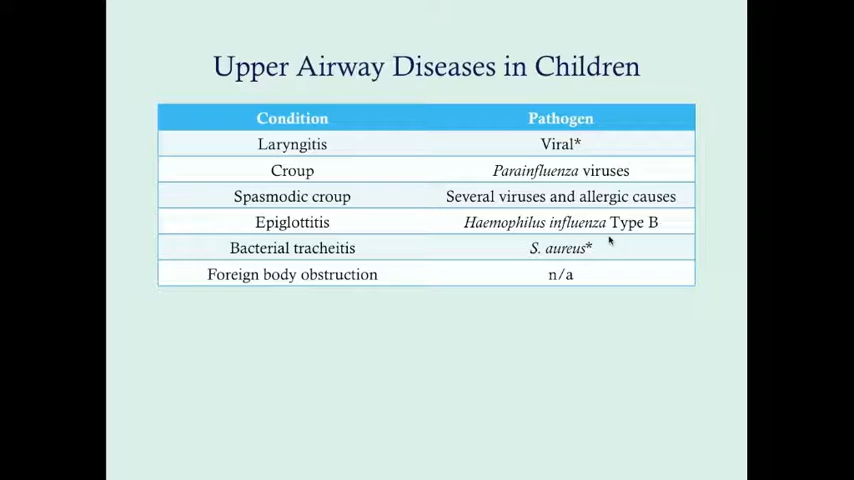 Upper Airway Diseases in Children
Condition Pathogen
Laryngitis Viral*
Croup Parainfluenza viruses
Spasmodic croup Several viruses and allergic causes
Epiglottitis Haemophilus influenza Type B
Bacterial tracheitis S. aureus*
Foreign body obstruction n/a